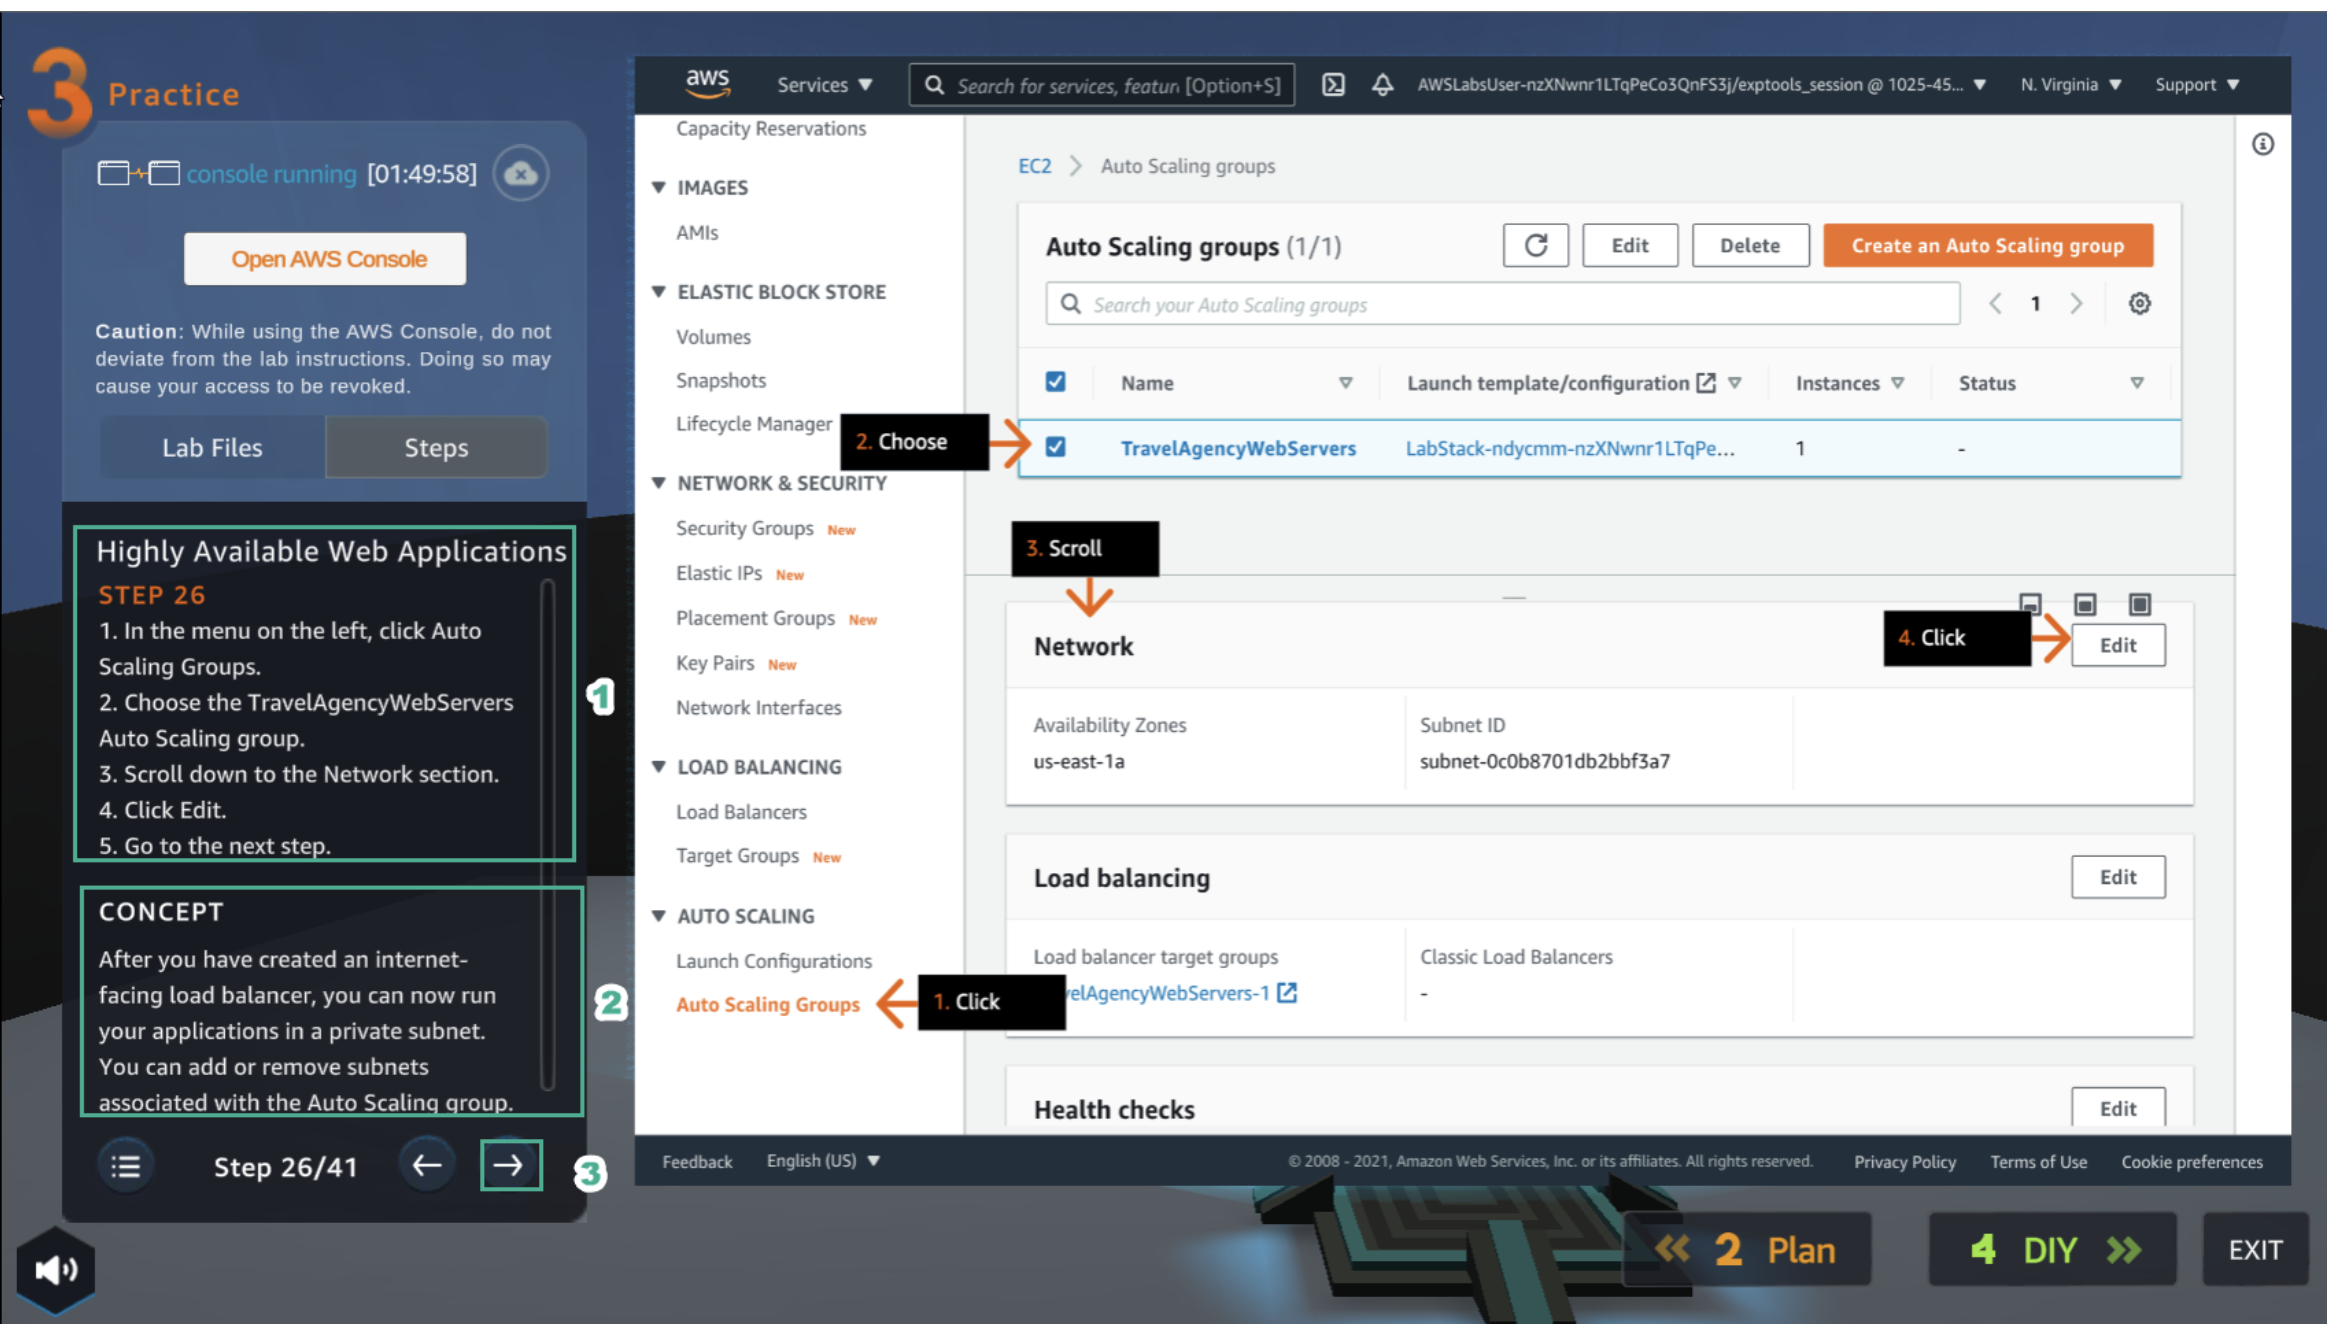 3 Practice
console running [01:49:58]
Open AWS Console
Caution: While using the AWS Console, do not
deviate from the lab instructions. Doing so may
cause your access to be revoked.
Lab Files
Steps
Highly Available Web Applications
STEP 26
1. In the menu on the left, click Auto
Scaling Groups.
2. Choose the TravelAgencyWebServers
Auto Scaling group.
3. Scroll down to the Network section.
4. Click Edit.
5. Go to the next step.
1
CONCEPT
After you have created an internet-
facing load balancer, you can now run
your applications in a private subnet.
You can add or remove subnets
associated with the Auto Scaling group.
2
Step 26/41
3
aws
Services
Search for services, featur [Option+S]
AWSLabsUser-nzXNwnr1LTqPeCo3QnFS3j/exptools_session @ 1025-45...
N. Virginia
Support
Capacity Reservations
IMAGES
AMIs
ELASTIC BLOCK STORE
Volumes
Snapshots
Lifecycle Manager
NETWORK & SECURITY
Security Groups New
Elastic IPs New
Placement Groups New
Key Pairs New
Network Interfaces
LOAD BALANCING
Load Balancers
Target Groups New
AUTO SCALING
Launch Configurations
Auto Scaling Groups
1. Click
EC2 > Auto Scaling groups
Auto Scaling groups (1/1)
Edit
Delete
Create an Auto Scaling group
Search your Auto Scaling groups
1
Name
Launch template/configuration
Instances
Status
2. Choose
TravelAgencyWebServers
LabStack-ndycmm-nzXNwnr1LTqPe...
1
-
3. Scroll
Network
4. Click
Edit
Availability Zones
Subnet ID
us-east-1a
subnet-0c0b8701db2bbf3a7
Load balancing
Edit
Load balancer target groups
Classic Load Balancers
velAgencyWebServers-1
-
Health checks
Edit
Feedback
English (US)
© 2008 - 2021, Amazon Web Services, Inc. or its affiliates. All rights reserved.
Privacy Policy
Terms of Use
Cookie preferences
2 Plan
4 DIY
EXIT